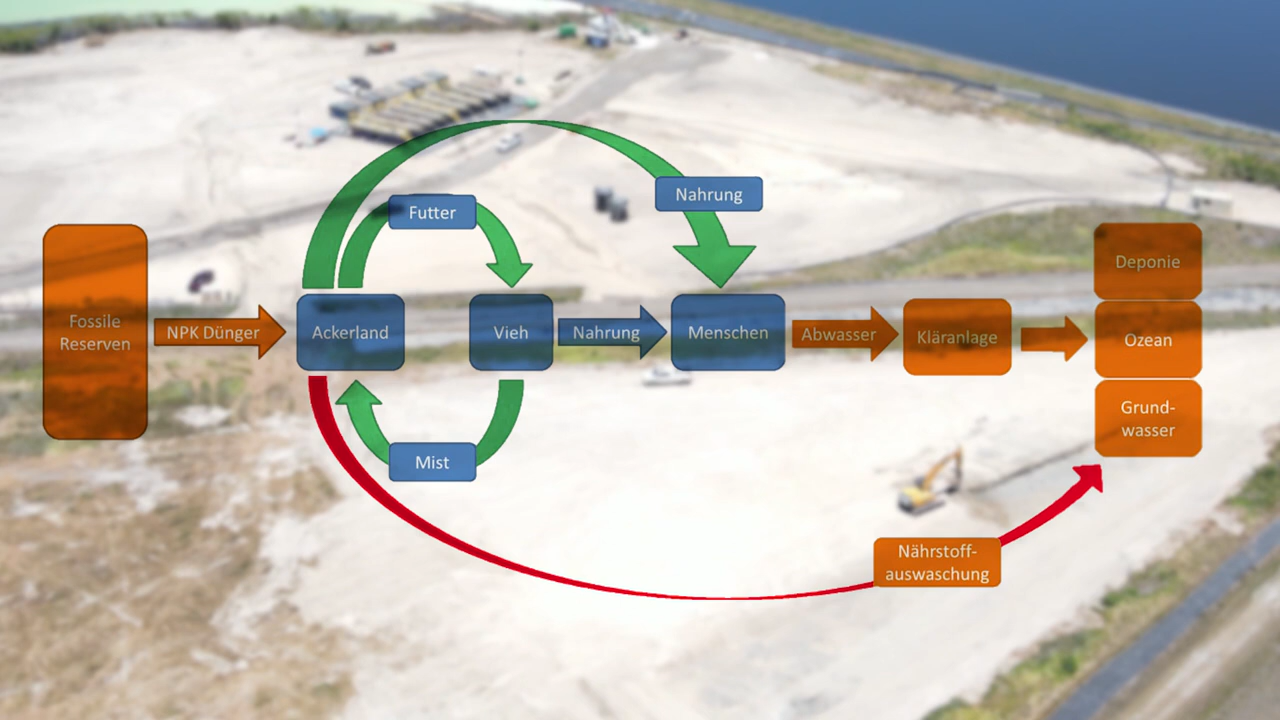 Nahrung
Futter
Fossile
Reserven
NPK Dünger
Ackerland
Vieh
Nahrung
Menschen
Abwasser
Kläranlage
Deponie
Ozean
Grund-
wasser
Mist
Nährstoff-
auswaschung